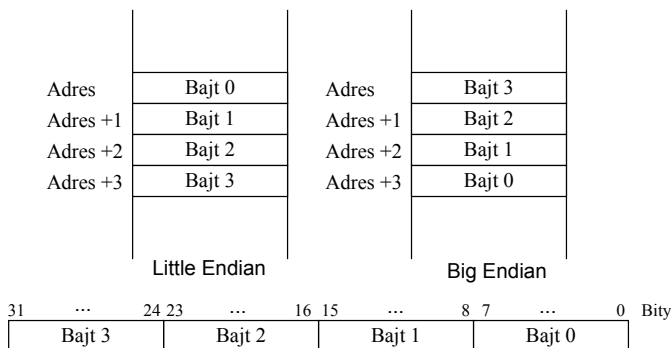 Adres Bajt 0 Adres Bajt 3
Adres +1 Bajt 1 Adres +1 Bajt 2
Adres +2 Bajt 2 Adres +2 Bajt 1
Adres +3 Bajt 3 Adres +3 Bajt 0
Little Endian Big Endian
31 ... 24 23 ... 16 15 ... 8 7 ... 0 Bity
Bajt 3 Bajt 2 Bajt 1 Bajt 0